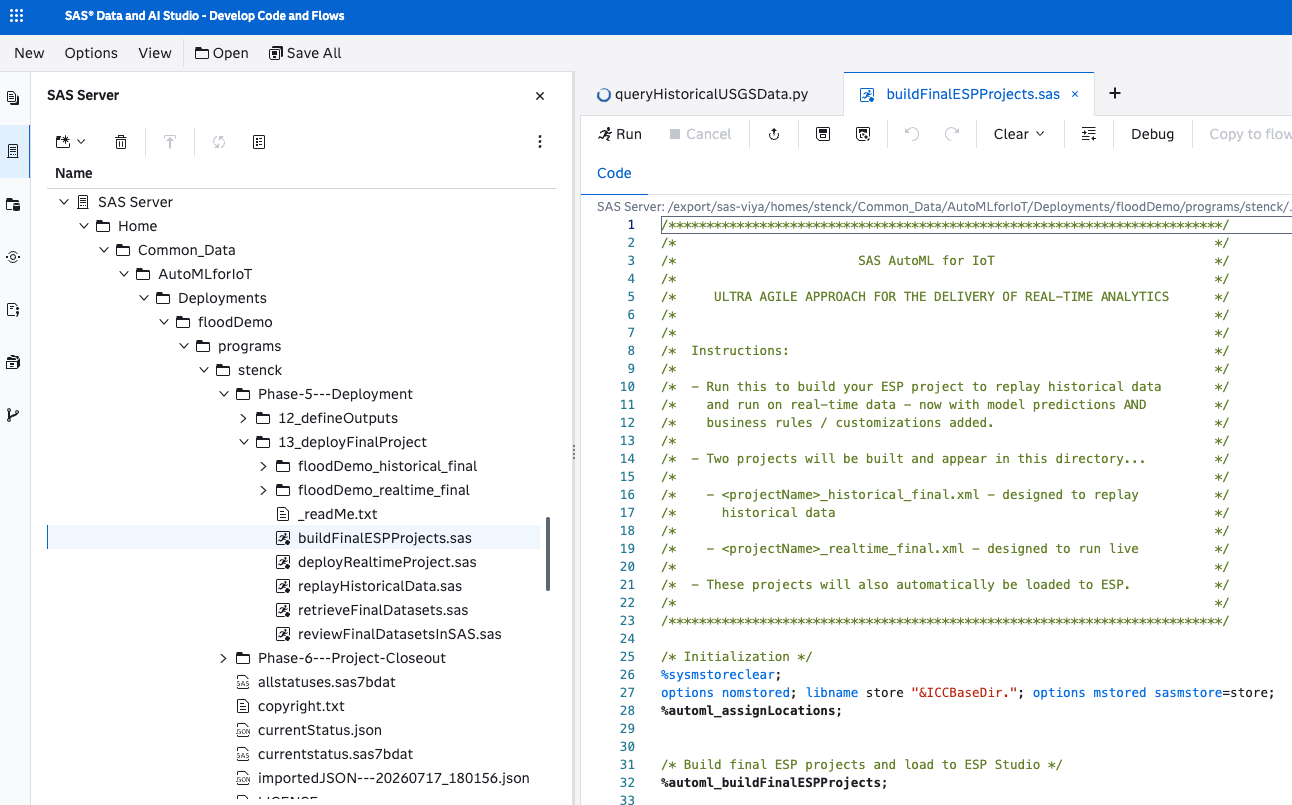 SAS® Data and AI Studio - Develop Code and Flows
New Options View Open Save All
SAS Server
queryHistoricalUSGSData.py buildFinalESPProjects.sas
Run Cancel Clear Debug Copy to flow
Name
Code
SAS Server
Home
Common_Data
AutoMLforIoT
Deployments
floodDemo
programs
stenck
Phase-5---Deployment
12_defineOutputs
13_deployFinalProject
floodDemo_historical_final
floodDemo_realtime_final
_readMe.txt
buildFinalESPProjects.sas
deployRealtimeProject.sas
replayHistoricalData.sas
retrieveFinalDatasets.sas
reviewFinalDatasetsInSAS.sas
Phase-6---Project-Closeout
allstatuses.sas7bdat
copyright.txt
currentStatus.json
currentstatus.sas7bdat
importedJSON---20260717_180156.json
LICENSE
SAS Server: /export/sas-viya/homes/stenck/Common_Data/AutoMLforIoT/Deployments/floodDemo/programs/stenck/...
1 /*************************************************************************/
2 /* */
3 /* SAS AutoML for IoT */
4 /* */
5 /* ULTRA AGILE APPROACH FOR THE DELIVERY OF REAL-TIME ANALYTICS */
6 /* */
7 /* */
8 /* Instructions: */
9 /* */
10 /* - Run this to build your ESP project to replay historical data */
11 /* and run on real-time data - now with model predictions AND */
12 /* business rules / customizations added. */
13 /* */
14 /* - Two projects will be built and appear in this directory... */
15 /* */
16 /* - <projectName>_historical_final.xml - designed to replay */
17 /* historical data */
18 /* */
19 /* - <projectName>_realtime_final.xml - designed to run live */
20 /* */
21 /* - These projects will also automatically be loaded to ESP. */
22 /* */
23 /*************************************************************************/
24
25 /* Initialization */
26 %sysmstoreclear;
27 options nomstored; libname store "&ICCBaseDir."; options mstored sasmstore=store;
28 %automl_assignLocations;
29
30
31 /* Build final ESP projects and load to ESP Studio */
32 %automl_buildFinalESPProjects;
33